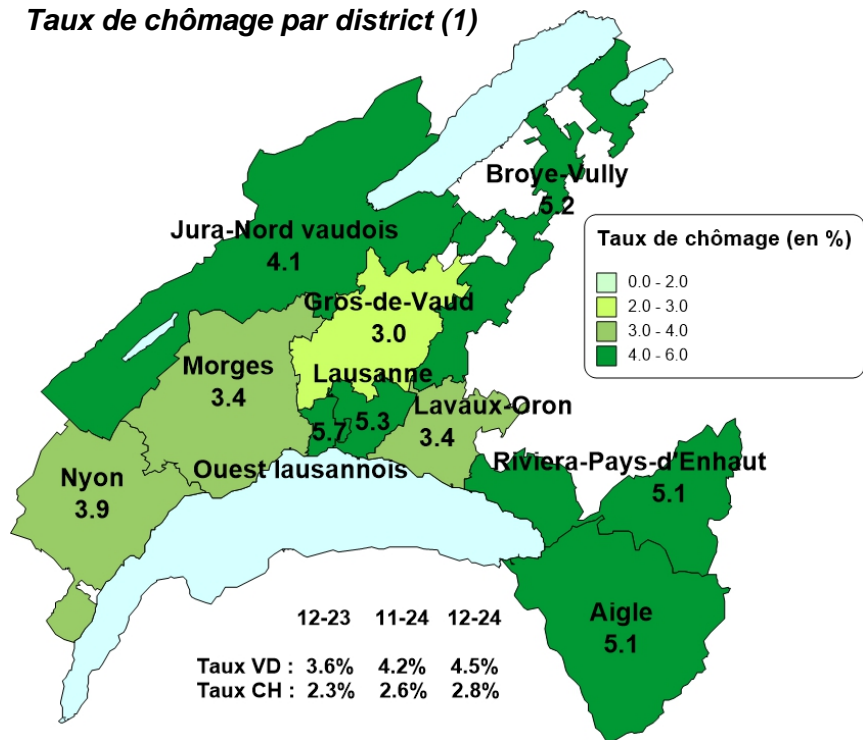 Taux de chômage par district (1)
Broye-Vully
5.2
Jura-Nord vaudois
4.1
Taux de chômage (en %)
0.0 - 2.0
2.0 - 3.0
3.0 - 4.0
4.0 - 6.0
Gros-de-Vaud
3.0
Morges
3.4
Lausanne
5.3
5.7
Ouest lausannois
Lavaux-Oron
3.4
Nyon
3.9
Riviera-Pays-d'Enhaut
5.1
Aigle
5.1
12-23 11-24 12-24
Taux VD : 3.6% 4.2% 4.5%
Taux CH : 2.3% 2.6% 2.8%